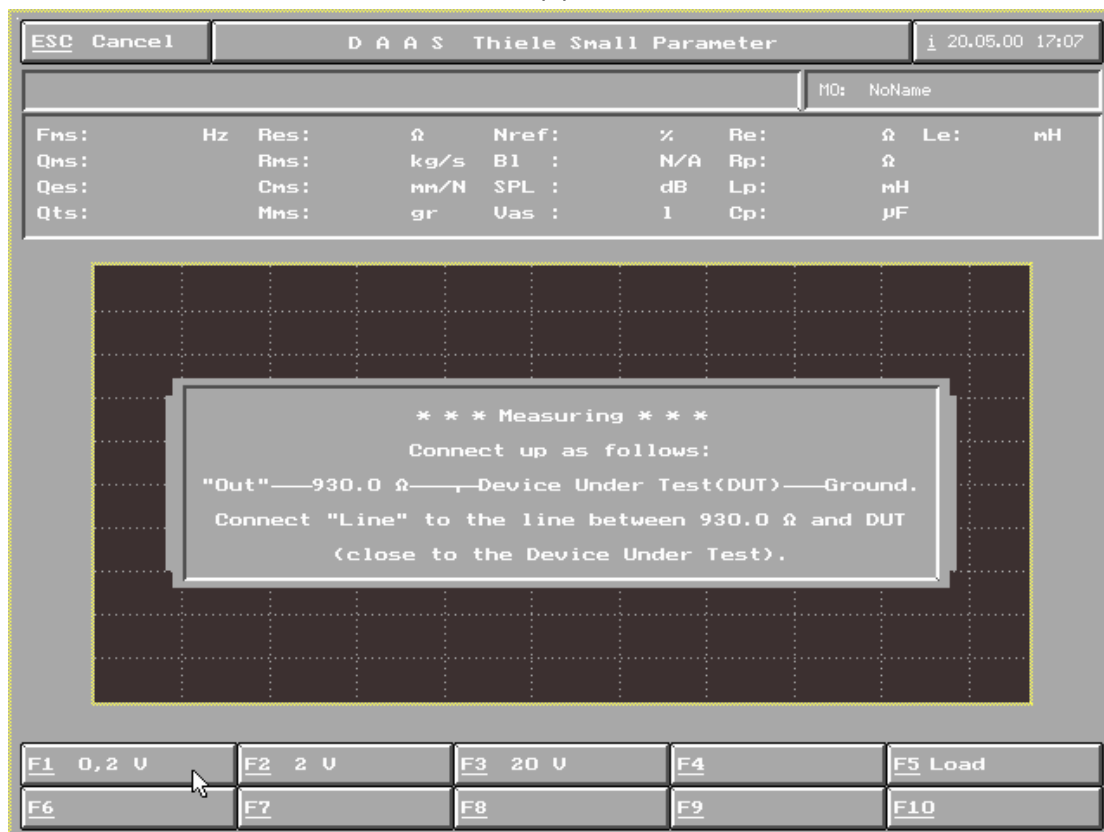 ESC Cancel D A A S Thiele Small Parameter i 20.05.00 17:07
MO: NoName
Fms: Hz Res: Ω Nref: % Re: Ω Le: mH
Qms: Rms: kg/s Bl : N/A Rp: Ω
Qes: Cms: mm/N SPL : dB Lp: mH
Qts: Mms: gr Vas : l Cp: µF
* * * Measuring * * *
Connect up as follows:
"Out"——930.0 Ω——,—Device Under Test(DUT)——Ground.
Connect "Line" to the line between 930.0 Ω and DUT
(close to the Device Under Test).
F1 0,2 V F2 2 V F3 20 V F4 F5 Load
F6 F7 F8 F9 F10